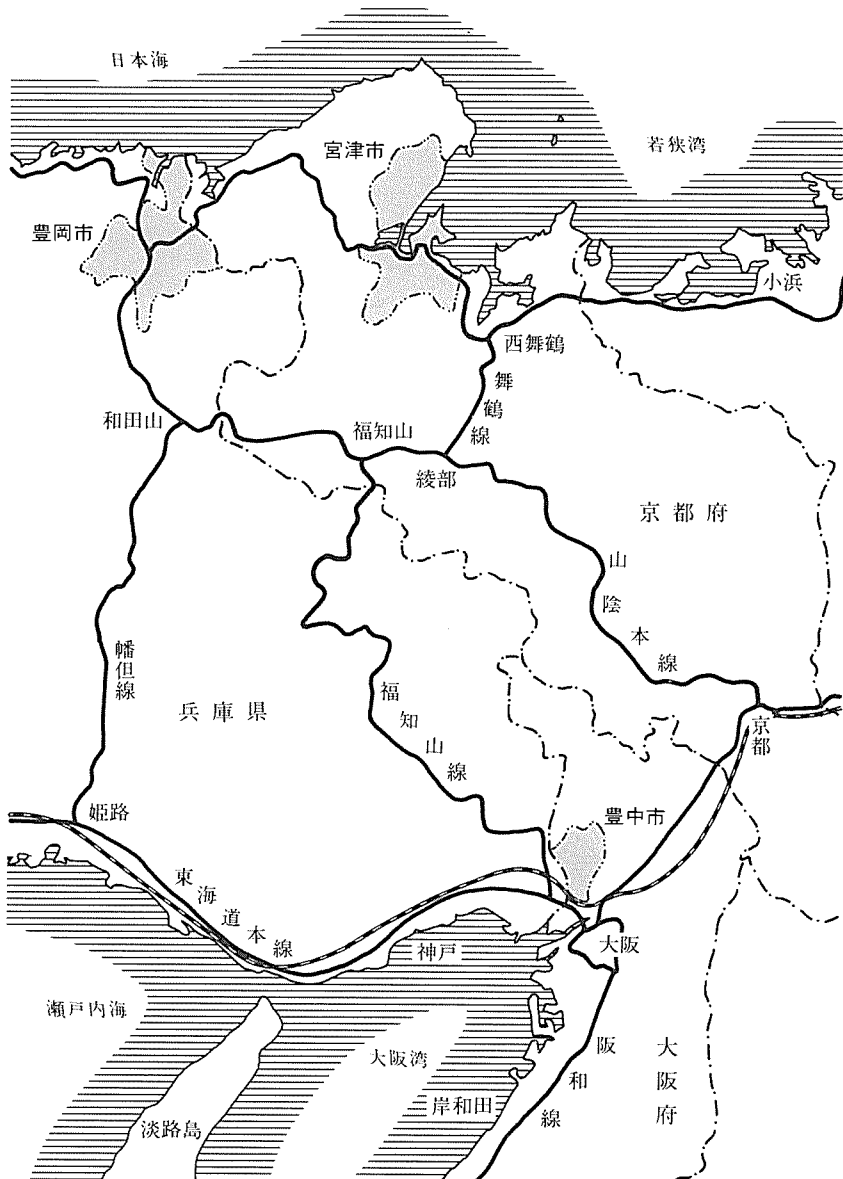 日本海
宮津市
若狭湾
豊岡市
小浜
西舞鶴
舞鶴線
和田山
福知山
綾部
京都府
山陰本線
幡但線
兵庫県
福知山線
京都
豊中市
姫路
東海道本線
神戸
大阪
瀬戸内海
大阪湾
阪和線
大阪府
岸和田
淡路島